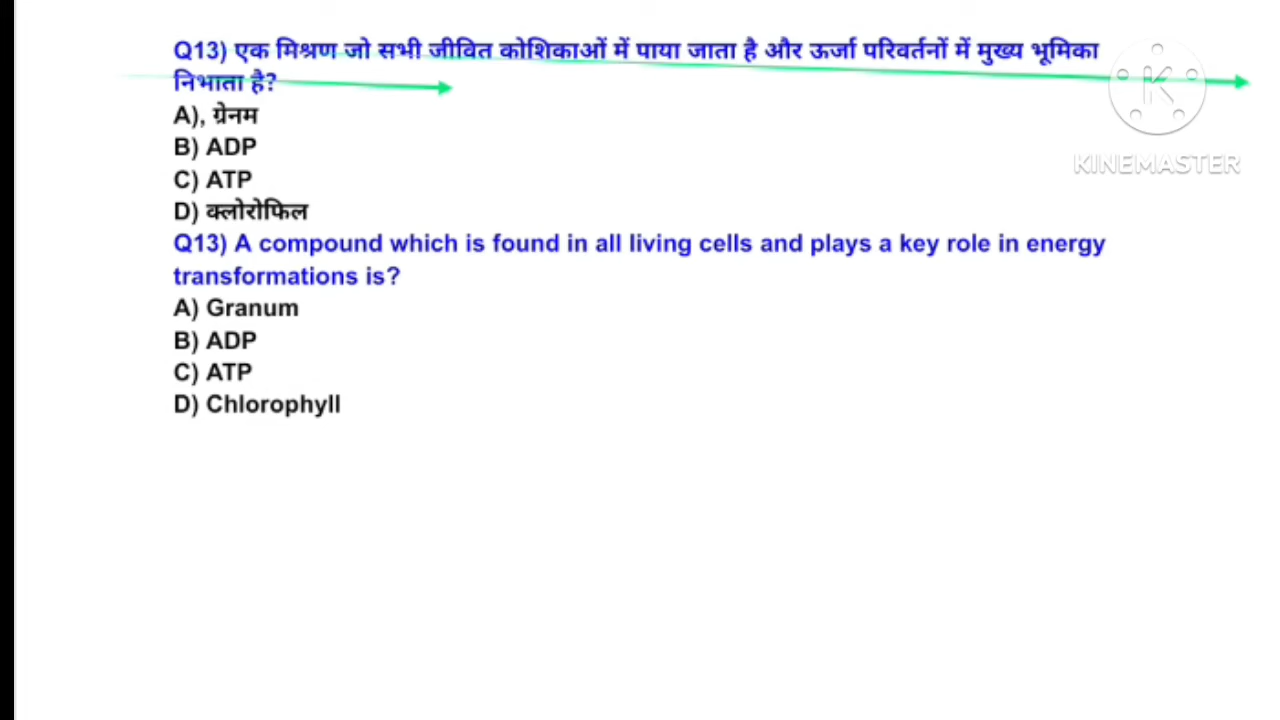 Q13) एक मिश्रण जो सभी जीवित कोशिकाओं में पाया जाता है और ऊर्जा परिवर्तनों में मुख्य भूमिका
निभाता है?
A), ग्रेनम
B) ADP
C) ATP
D) क्लोरोफिल
Q13) A compound which is found in all living cells and plays a key role in energy
transformations is?
A) Granum
B) ADP
C) ATP
D) Chlorophyll
K
KINEMASTER